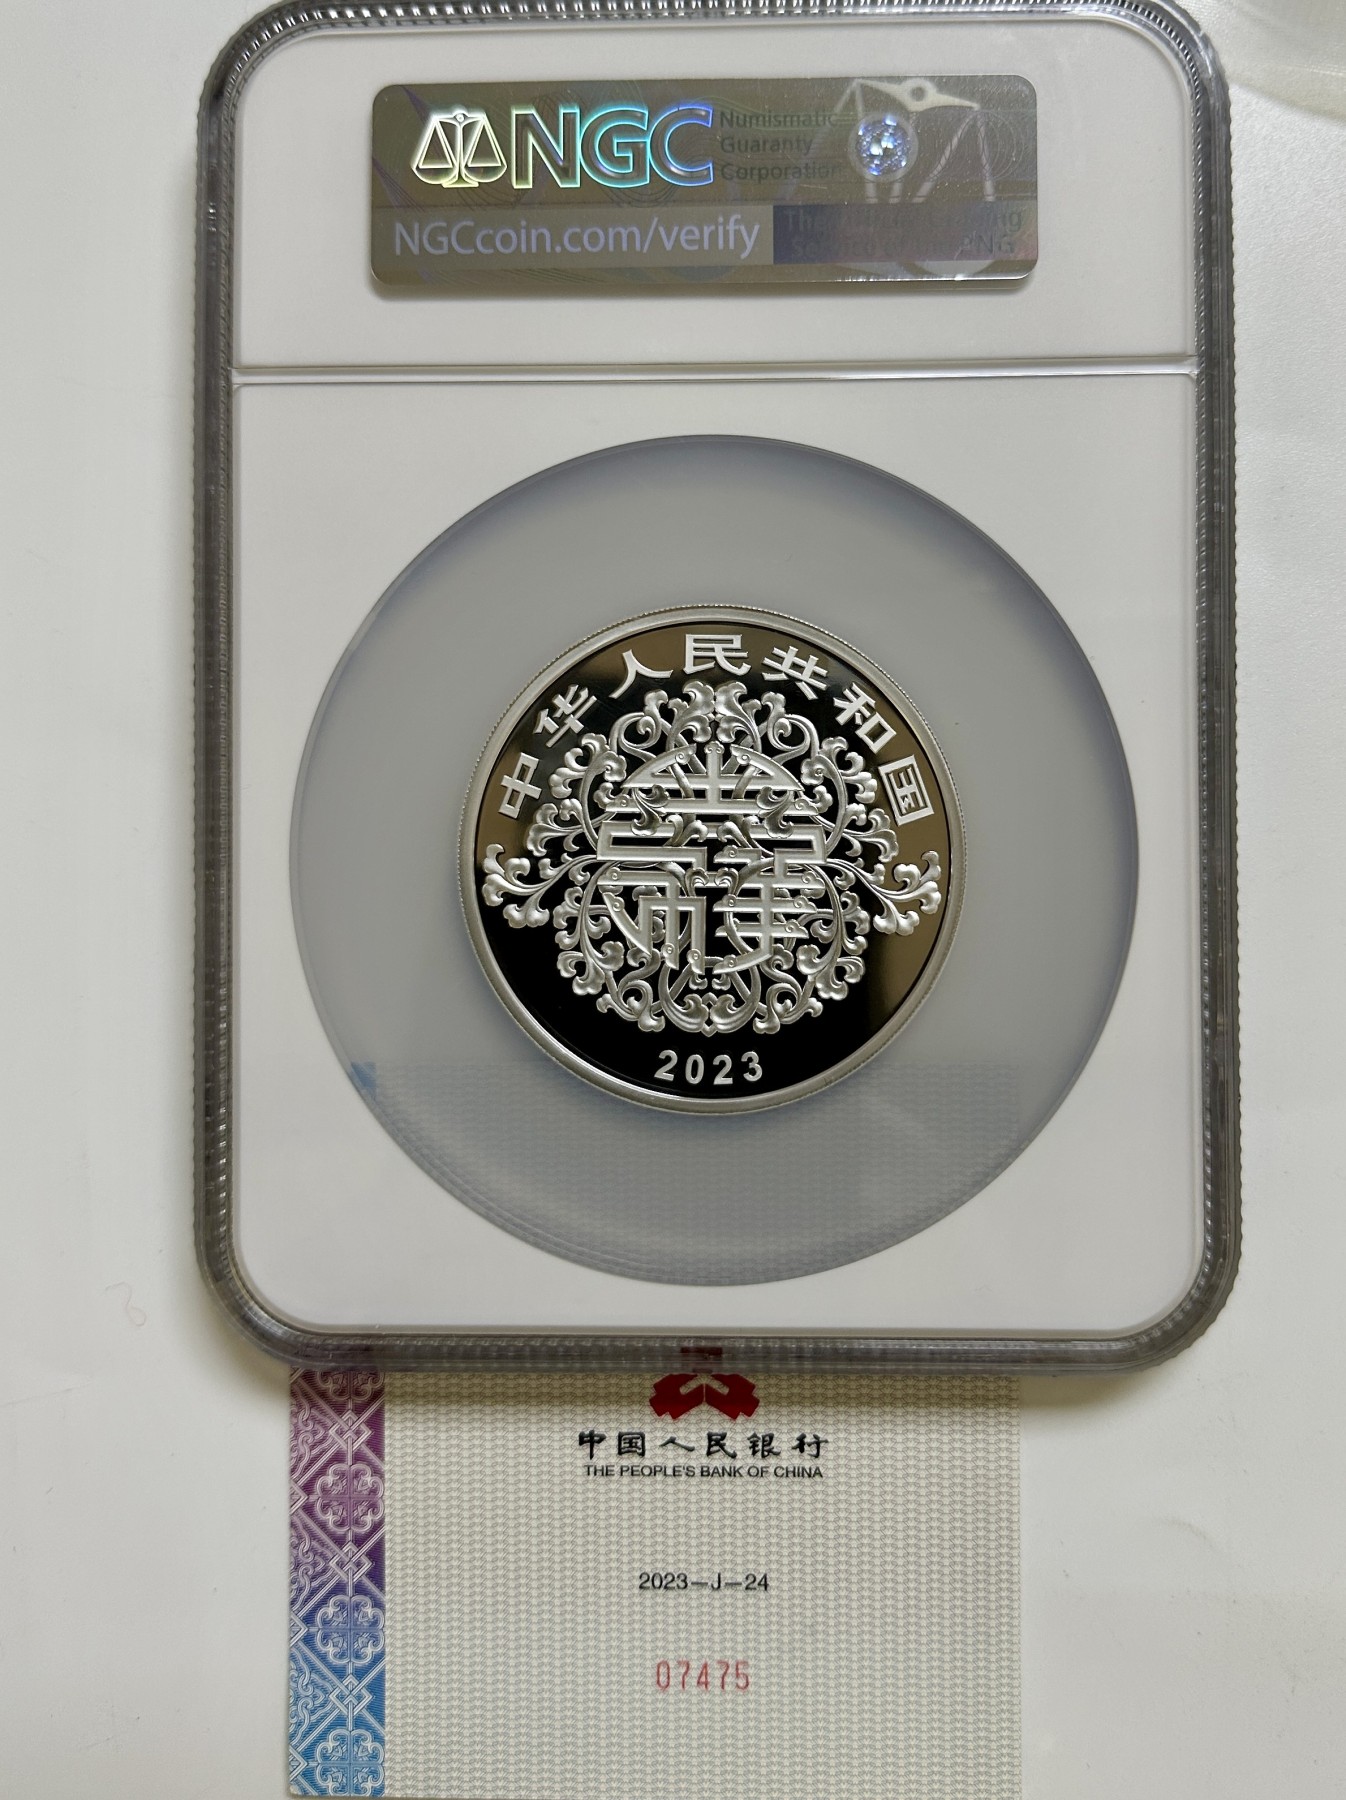 NGC
Numismatic
Guaranty
Corporation
NGCcoin.com/verify
中华人民共和国
2023
中国人民银行
THE PEOPLE'S BANK OF CHINA
2023-J-24
07475